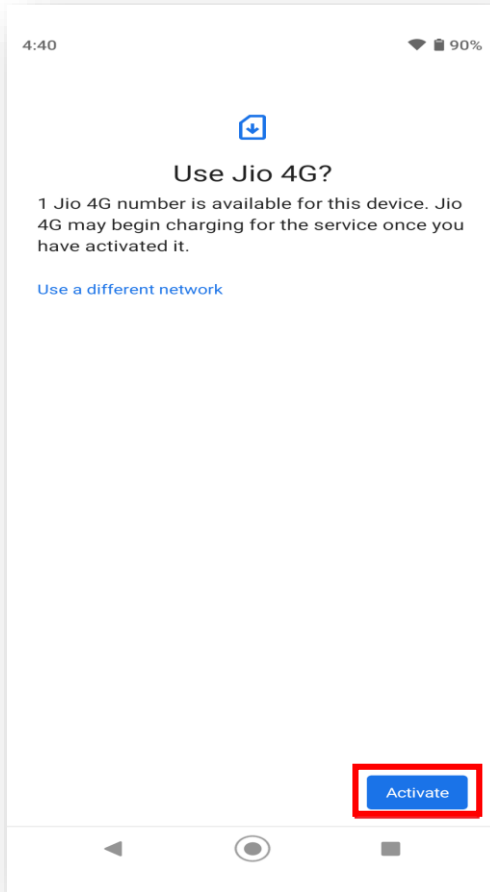 4:40 90%
Use Jio 4G?
1 Jio 4G number is available for this device. Jio
4G may begin charging for the service once you
have activated it.
Use a different network
Activate